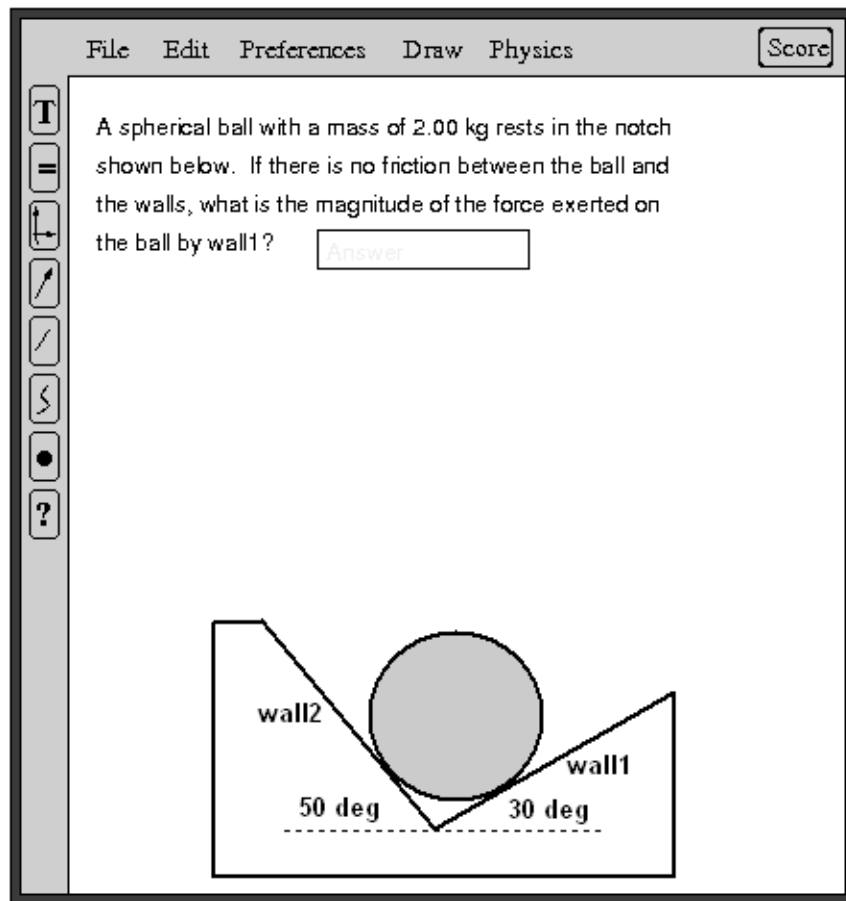 File Edit Preferences Draw Physics Score
T
=
?
A spherical ball with a mass of 2.00 kg rests in the notch
shown below. If there is no friction between the ball and
the walls, what is the magnitude of the force exerted on
the ball by wall1? Answer
wall2
wall1
50 deg 30 deg